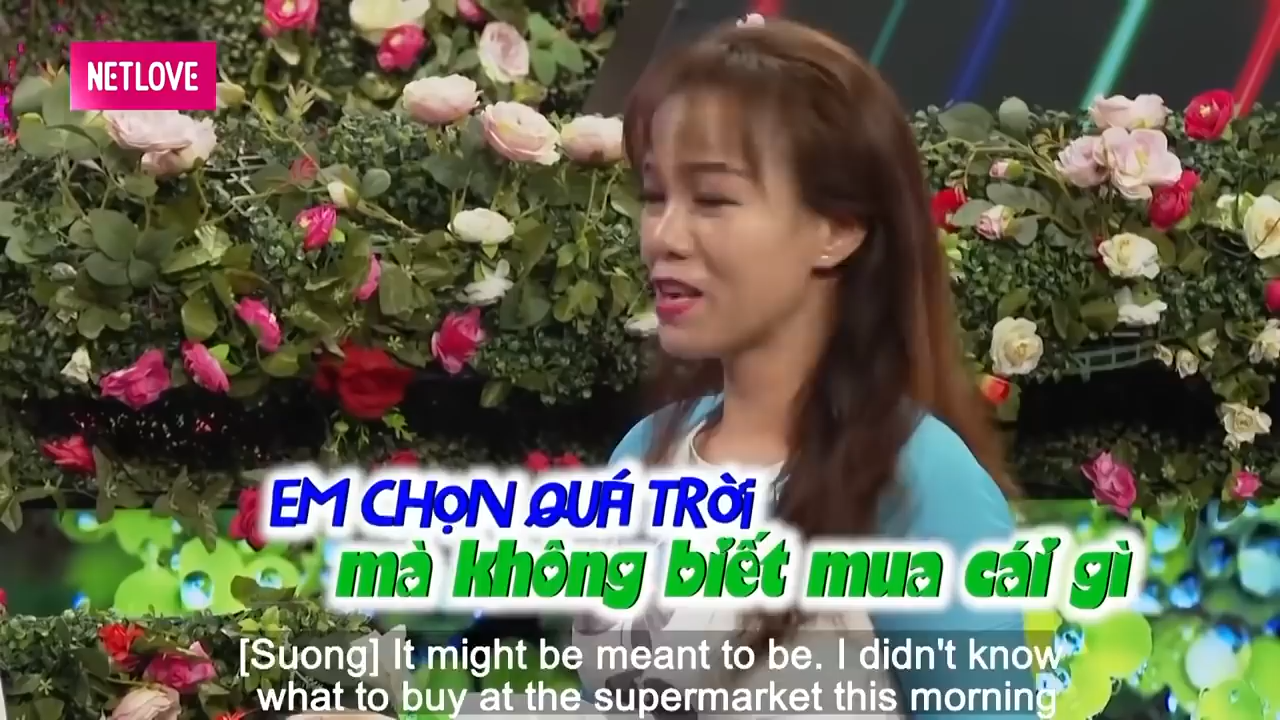 NETLOVE
EM CHỌN QUÁ TRỜI
mà không biết mua cái gì
[Suong] It might be meant to be. I didn't know
what to buy at the supermarket this morning